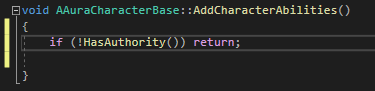 void AAuraCharacterBase::AddCharacterAbilities()
{
if (!HasAuthority()) return;
}